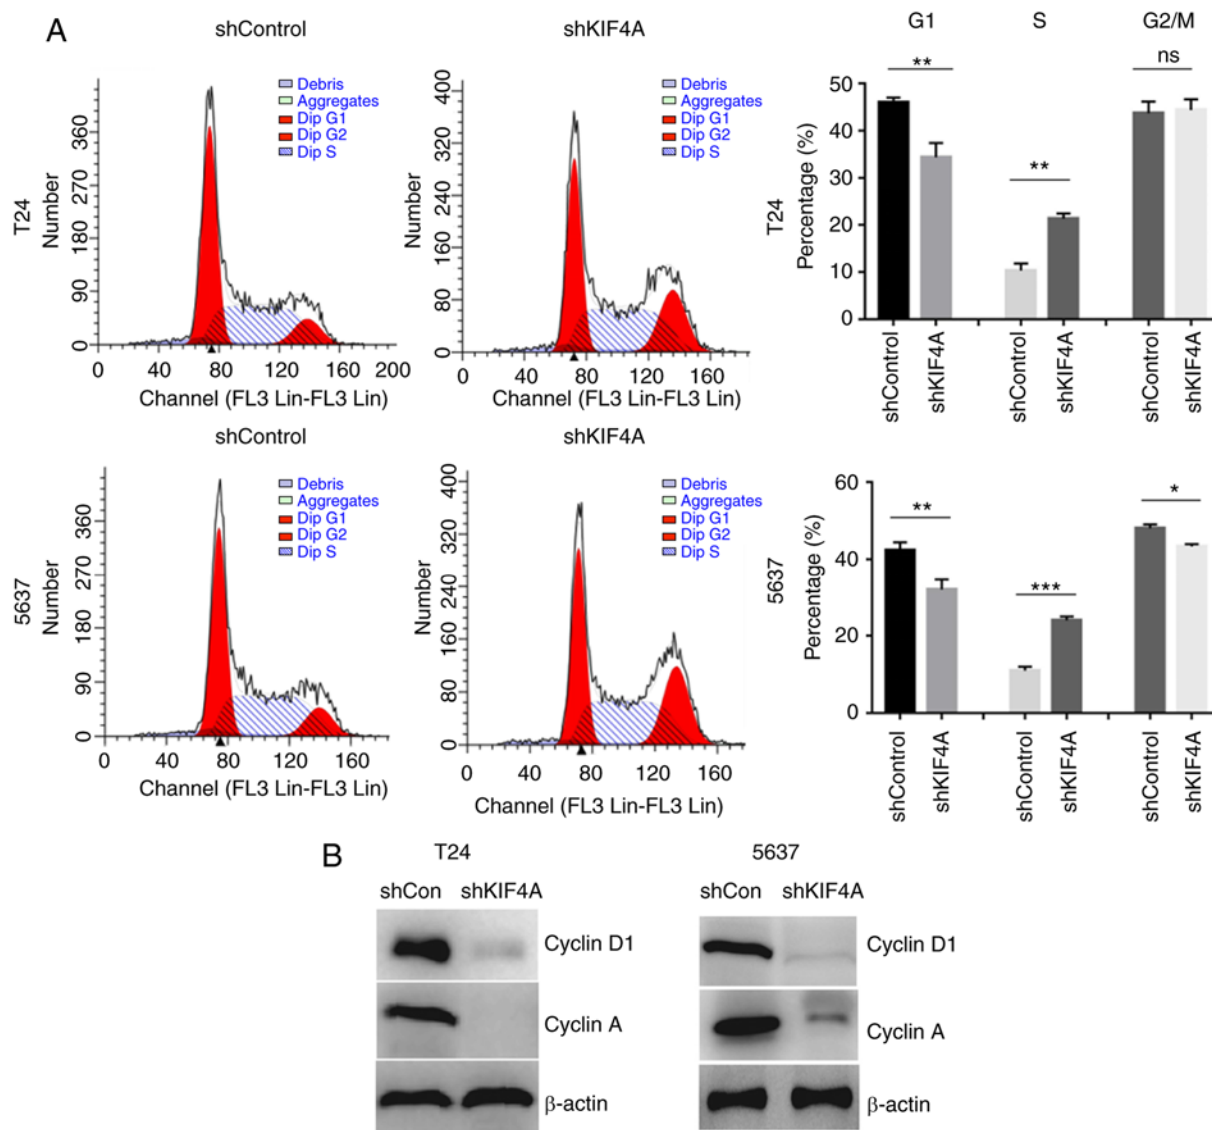 A
shControl
shKIF4A
G1
S
G2/M
T24
Number
360
270
180
90
0
Debris
Aggregates
Dip G1
Dip G2
Dip S
0 40 80 120 160 200
Channel (FL3 Lin-FL3 Lin)
Number
400
320
240
160
80
0
Debris
Aggregates
Dip G1
Dip G2
Dip S
0 40 80 120 160
Channel (FL3 Lin-FL3 Lin)
T24
Percentage (%)
50
40
30
20
10
0
** ** ns
shControl shKIF4A shControl shKIF4A shControl shKIF4A
shControl
shKIF4A
5637
Number
360
270
180
90
0
Debris
Aggregates
Dip G1
Dip G2
Dip S
0 40 80 120 160
Channel (FL3 Lin-FL3 Lin)
Number
400
320
240
160
80
0
Debris
Aggregates
Dip G1
Dip G2
Dip S
0 40 80 120 160
Channel (FL3 Lin-FL3 Lin)
5637
Percentage (%)
60
40
20
0
** *** *
shControl shKIF4A shControl shKIF4A shControl shKIF4A
B
T24
shCon shKIF4A
Cyclin D1
Cyclin A
β-actin
5637
shCon shKIF4A
Cyclin D1
Cyclin A
β-actin